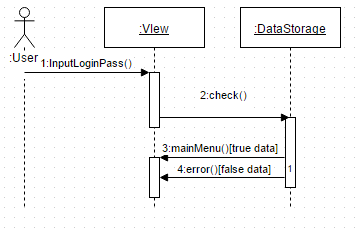 :VIew
:DataStorage
:User
1:InputLoginPass()
2:check()
3:mainMenu()[true data]
4:error()[false data]
1